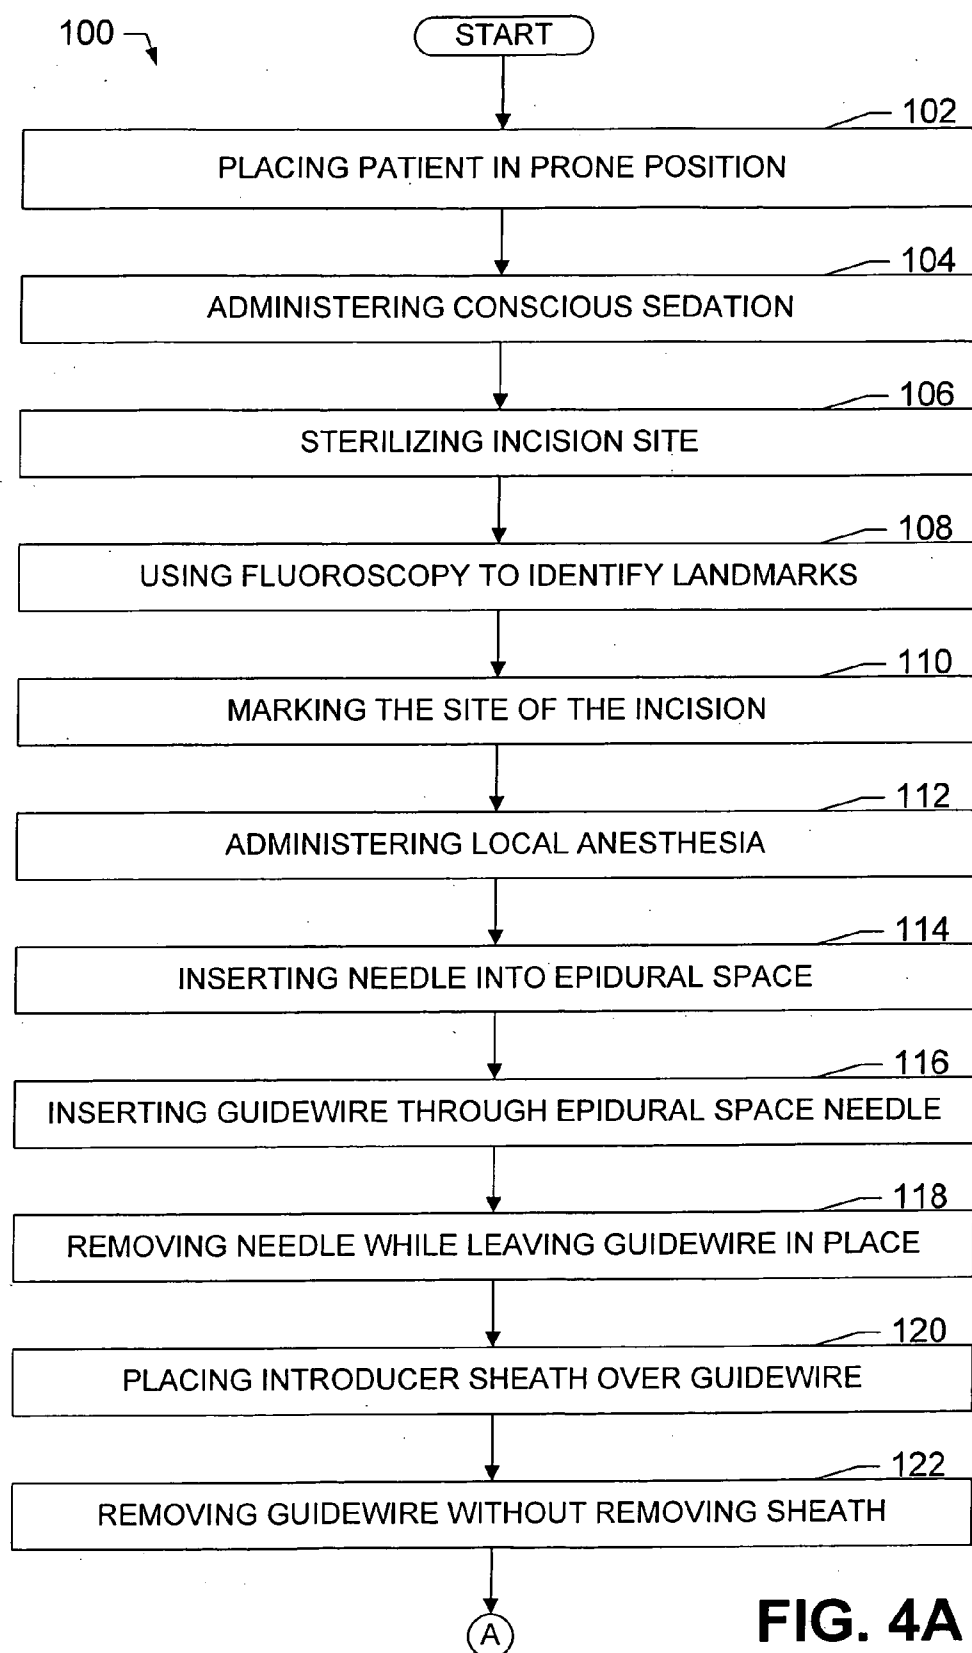 100
START
102
PLACING PATIENT IN PRONE POSITION
104
ADMINISTERING CONSCIOUS SEDATION
106
STERILIZING INCISION SITE
108
USING FLUOROSCOPY TO IDENTIFY LANDMARKS
110
MARKING THE SITE OF THE INCISION
112
ADMINISTERING LOCAL ANESTHESIA
114
INSERTING NEEDLE INTO EPIDURAL SPACE
116
INSERTING GUIDEWIRE THROUGH EPIDURAL SPACE NEEDLE
118
REMOVING NEEDLE WHILE LEAVING GUIDEWIRE IN PLACE
120
PLACING INTRODUCER SHEATH OVER GUIDEWIRE
122
REMOVING GUIDEWIRE WITHOUT REMOVING SHEATH
A
FIG. 4A